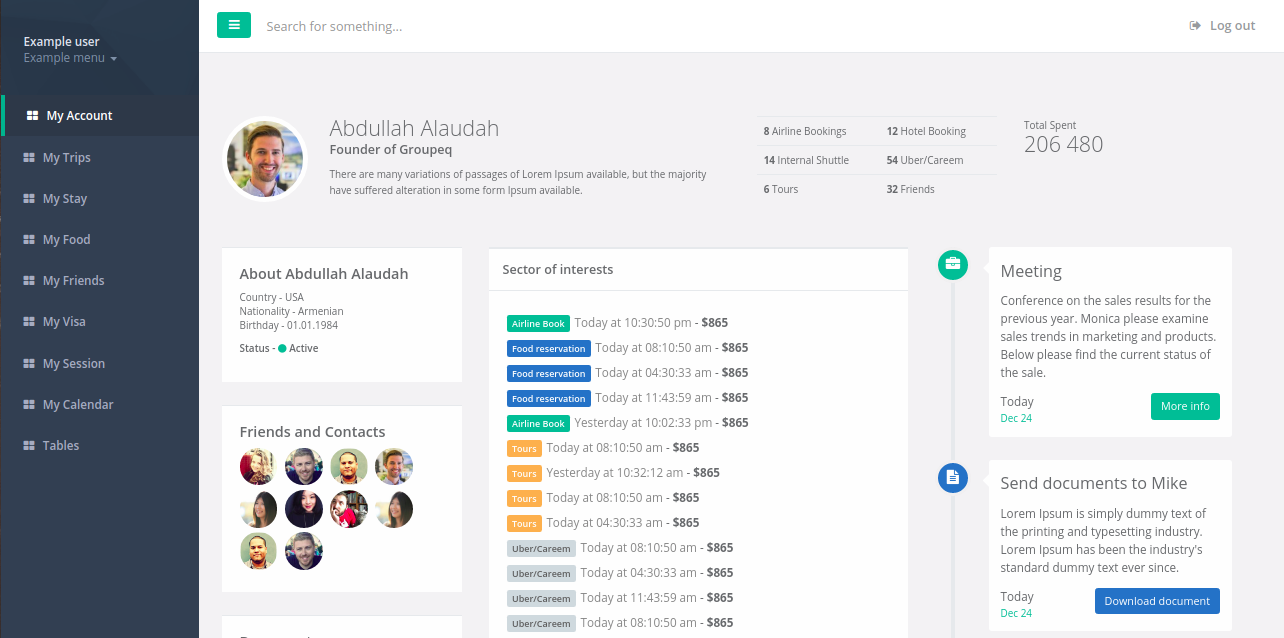 Example user
Example menu
My Account
My Trips
My Stay
My Food
My Friends
My Visa
My Session
My Calendar
Tables
Search for something...
Log out
Abdullah Alaudah
Founder of Groupeq
There are many variations of passages of Lorem Ipsum available, but the majority
have suffered alteration in some form Ipsum available.
8 Airline Bookings 12 Hotel Booking
14 Internal Shuttle 54 Uber/Careem
6 Tours 32 Friends
Total Spent
206 480
About Abdullah Alaudah
Country - USA
Nationality - Armenian
Birthday - 01.01.1984
Status - Active
Friends and Contacts
Sector of interests
Airline Book Today at 10:30:50 pm - $865
Food reservation Today at 08:10:50 am - $865
Food reservation Today at 04:30:33 am - $865
Food reservation Today at 11:43:59 am - $865
Airline Book Yesterday at 10:02:33 pm - $865
Tours Today at 08:10:50 am - $865
Tours Yesterday at 10:32:12 am - $865
Tours Today at 08:10:50 am - $865
Tours Today at 04:30:33 am - $865
Uber/Careem Today at 08:10:50 am - $865
Uber/Careem Today at 04:30:33 am - $865
Uber/Careem Today at 11:43:59 am - $865
Uber/Careem Today at 08:10:50 am - $865
Meeting
Conference on the sales results for the
previous year. Monica please examine
sales trends in marketing and products.
Below please find the current status of
the sale.
Today
Dec 24
More info
Send documents to Mike
Lorem Ipsum is simply dummy text of
the printing and typesetting industry.
Lorem Ipsum has been the industry's
standard dummy text ever since.
Today
Dec 24
Download document